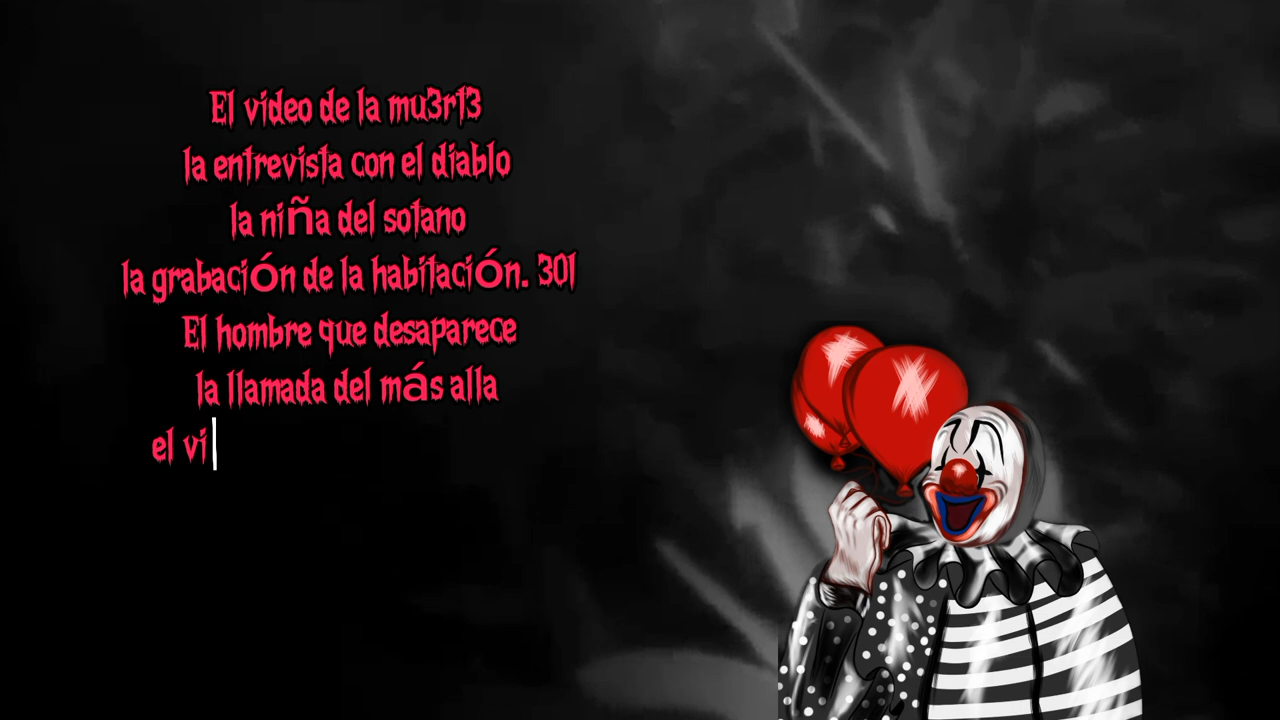 El video de la mu3rt3
la entrevista con el diablo
la niña del sotano
la grabación de la habitación. 301
El hombre que desaparece
la llamada del más alla
el vi